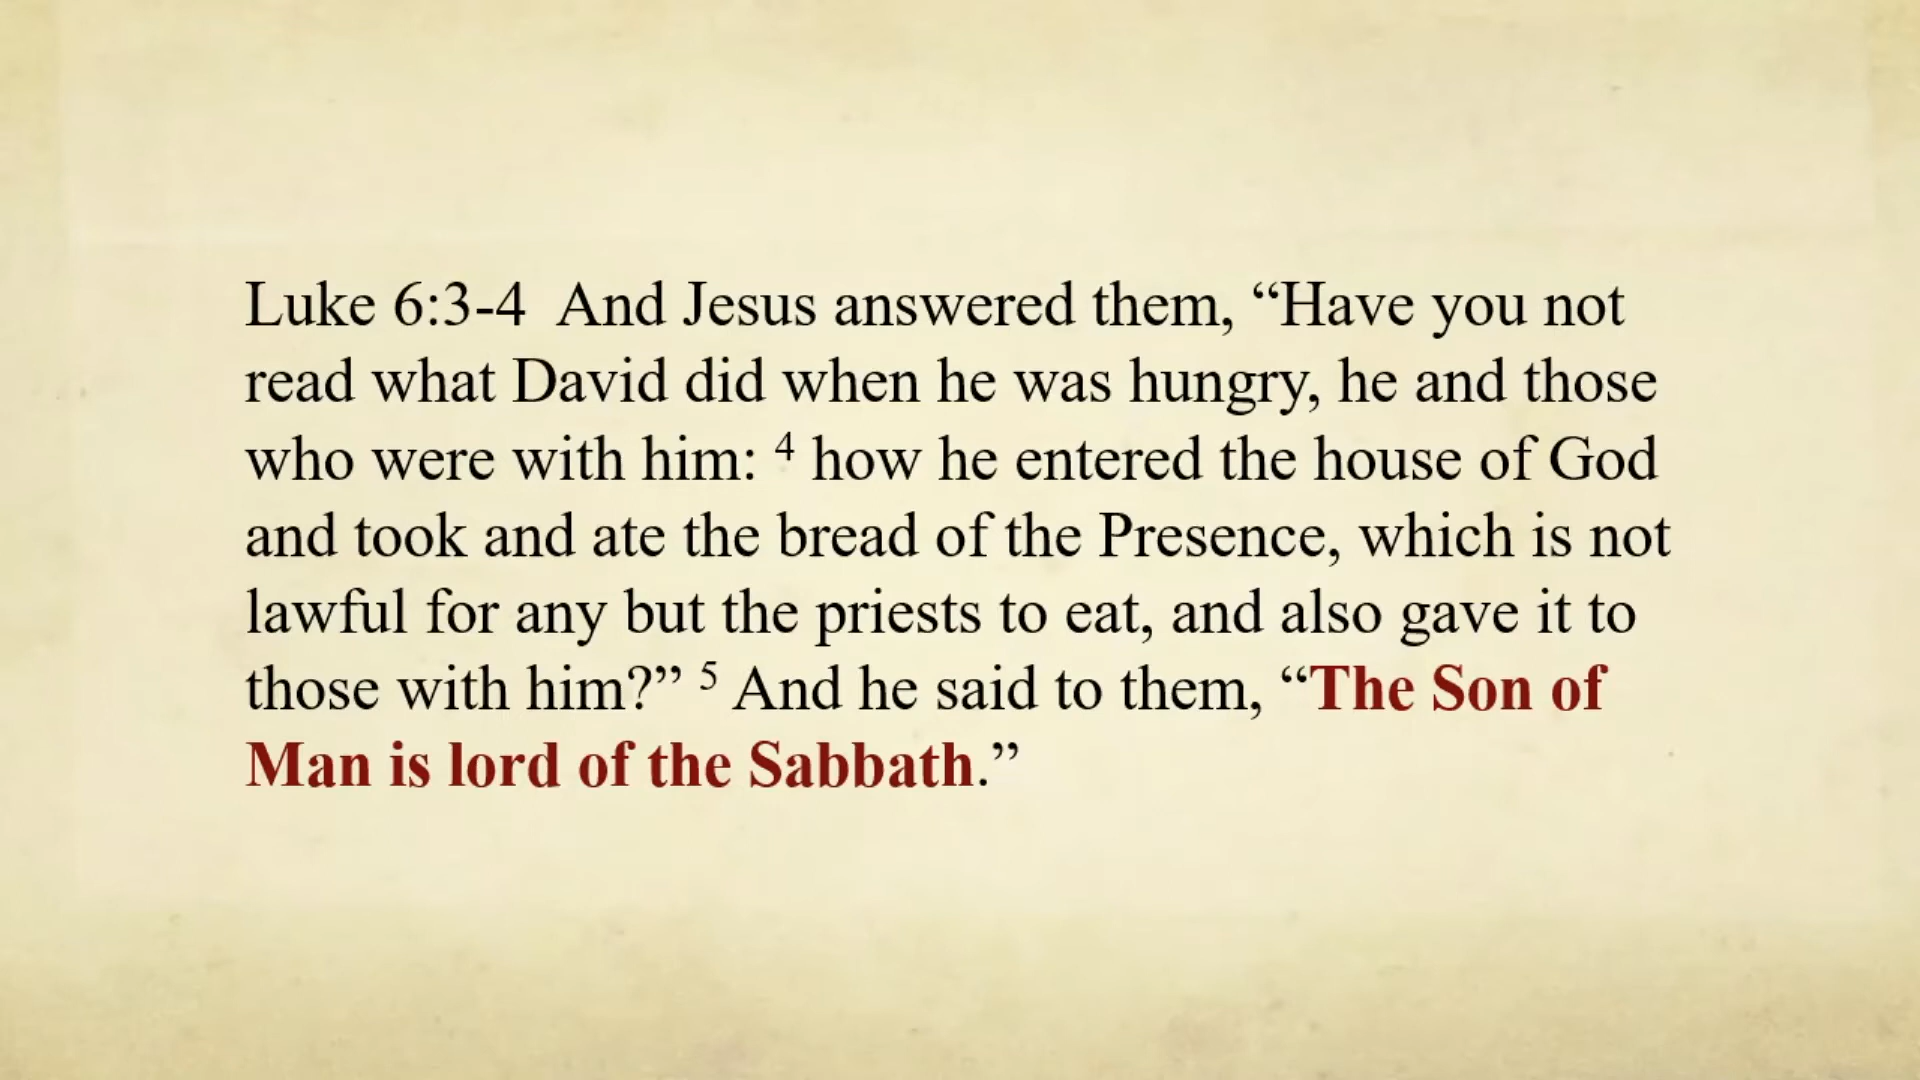 Luke 6:3-4  And Jesus answered them, “Have you not
read what David did when he was hungry, he and those
who were with him: ⁴ how he entered the house of God
and took and ate the bread of the Presence, which is not
lawful for any but the priests to eat, and also gave it to
those with him?” ⁵ And he said to them, “The Son of
Man is lord of the Sabbath.”